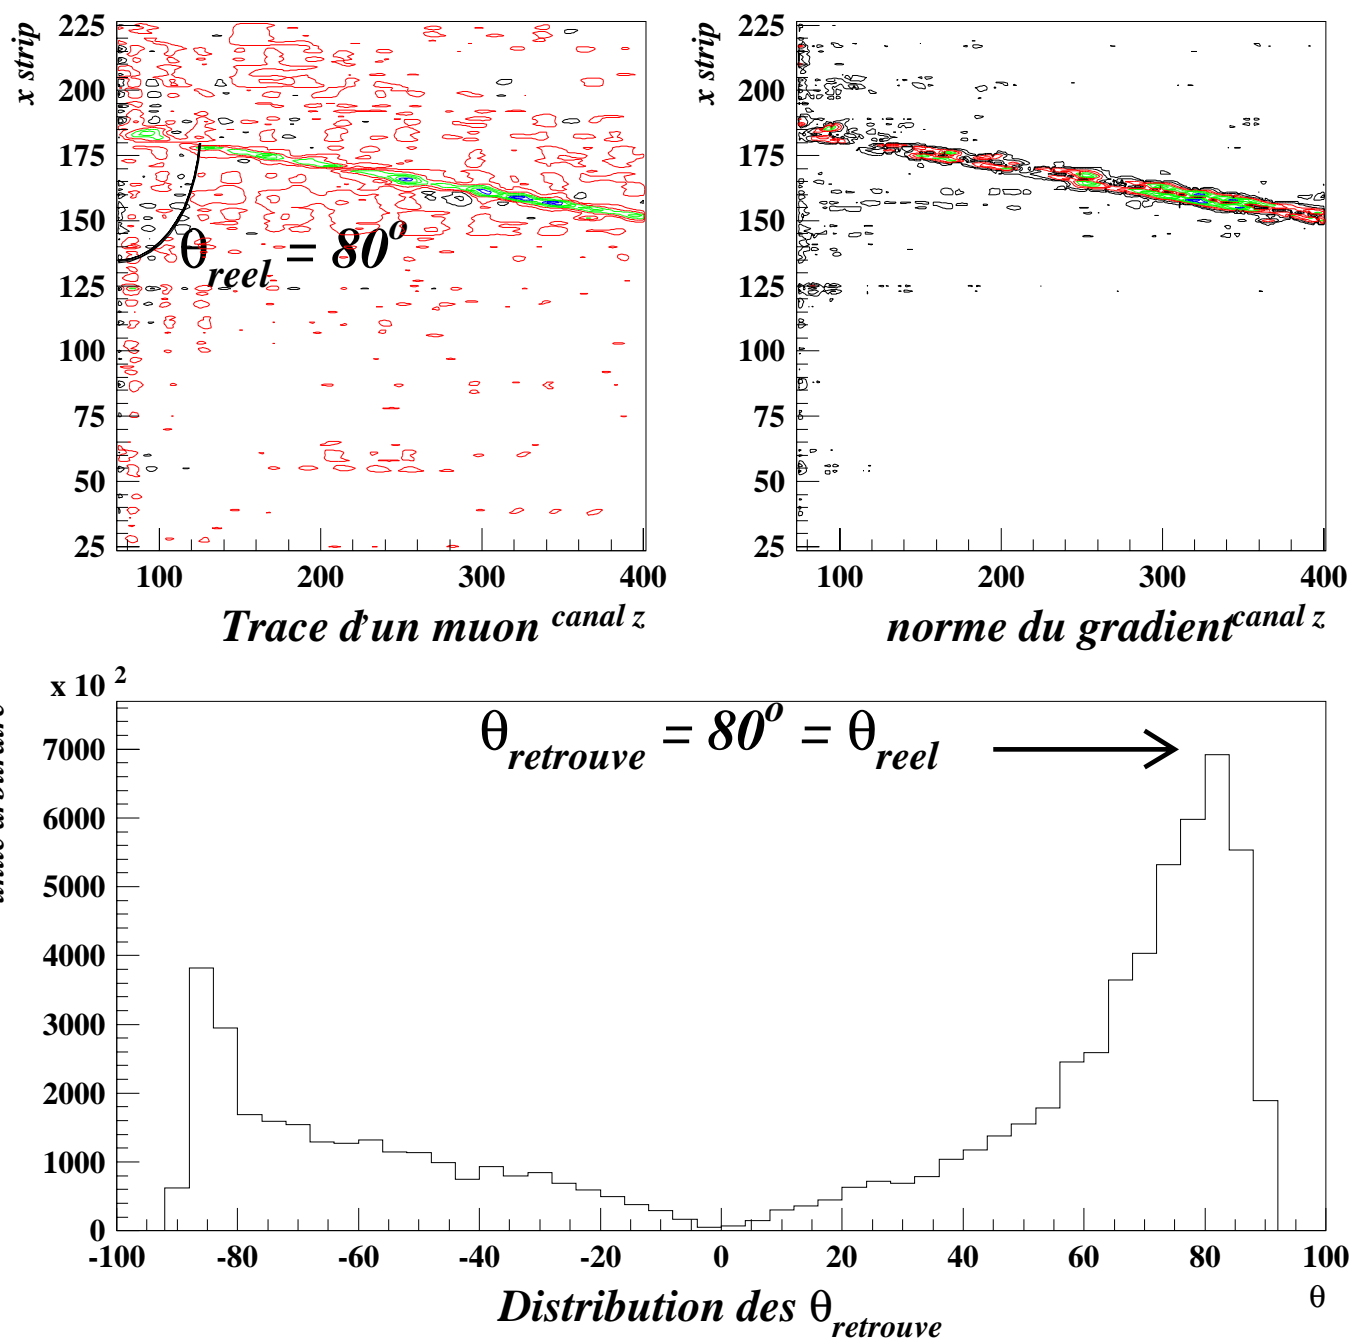 x strip
225
200
175
150
125
100
75
50
25
θreel = 80o
100 200 300 400
Trace d'un muon canal z
x strip
225
200
175
150
125
100
75
50
25
100 200 300 400
norme du gradient canal z
x 10 2
θretrouve = 80o = θreel
7000
6000
5000
4000
3000
2000
1000
0
-100 -80 -60 -40 -20 0 20 40 60 80 100
θ
Distribution des θretrouve